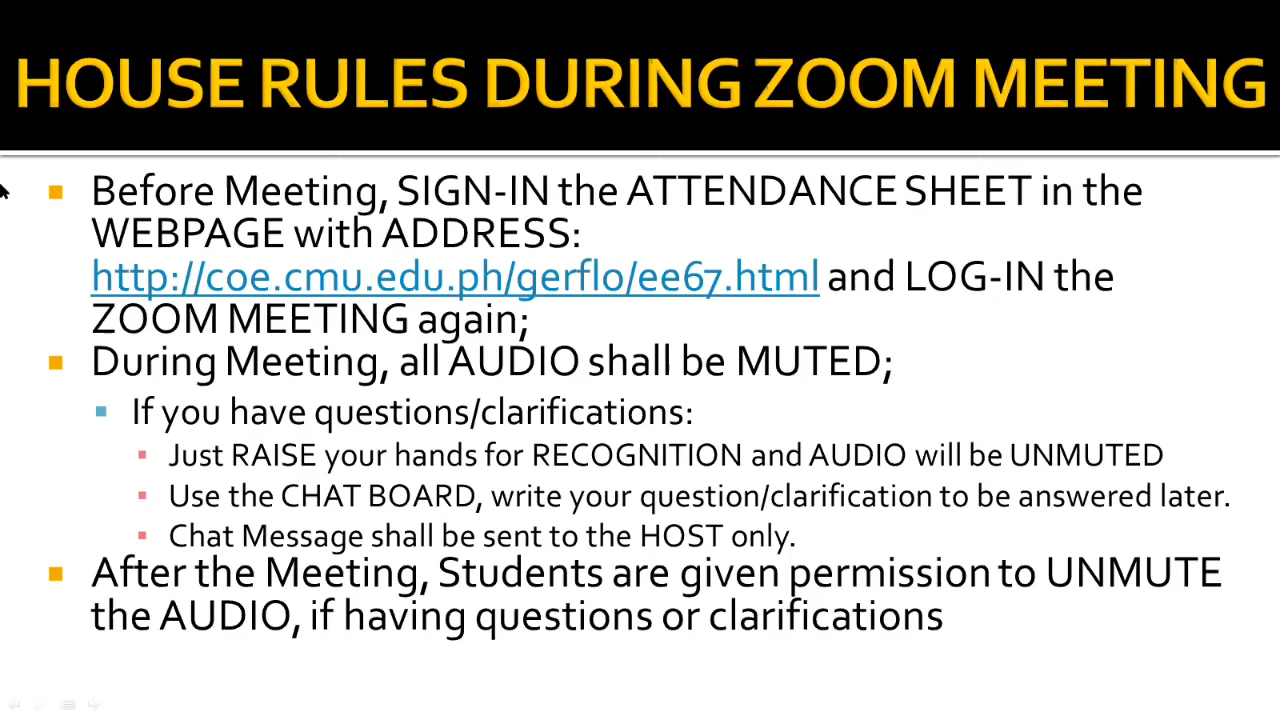 HOUSE RULES DURING ZOOM MEETING
Before Meeting, SIGN-IN the ATTENDANCE SHEET in the
WEBPAGE with ADDRESS:
http://coe.cmu.edu.ph/gerflo/ee67.html and LOG-IN the
ZOOM MEETING again;
During Meeting, all AUDIO shall be MUTED;
If you have questions/clarifications:
Just RAISE your hands for RECOGNITION and AUDIO will be UNMUTED
Use the CHAT BOARD, write your question/clarification to be answered later.
Chat Message shall be sent to the HOST only.
After the Meeting, Students are given permission to UNMUTE
the AUDIO, if having questions or clarifications